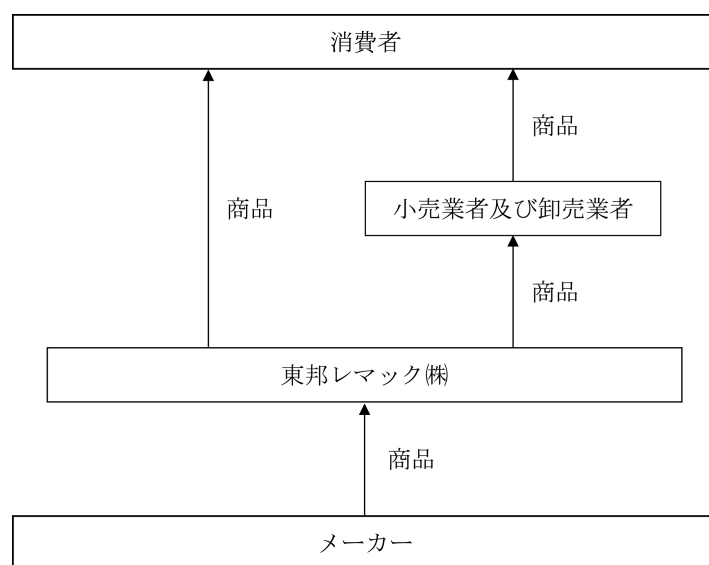 消費者
商品
小売業者及び卸売業者
商品
商品
東邦レマック㈱
商品
メーカー